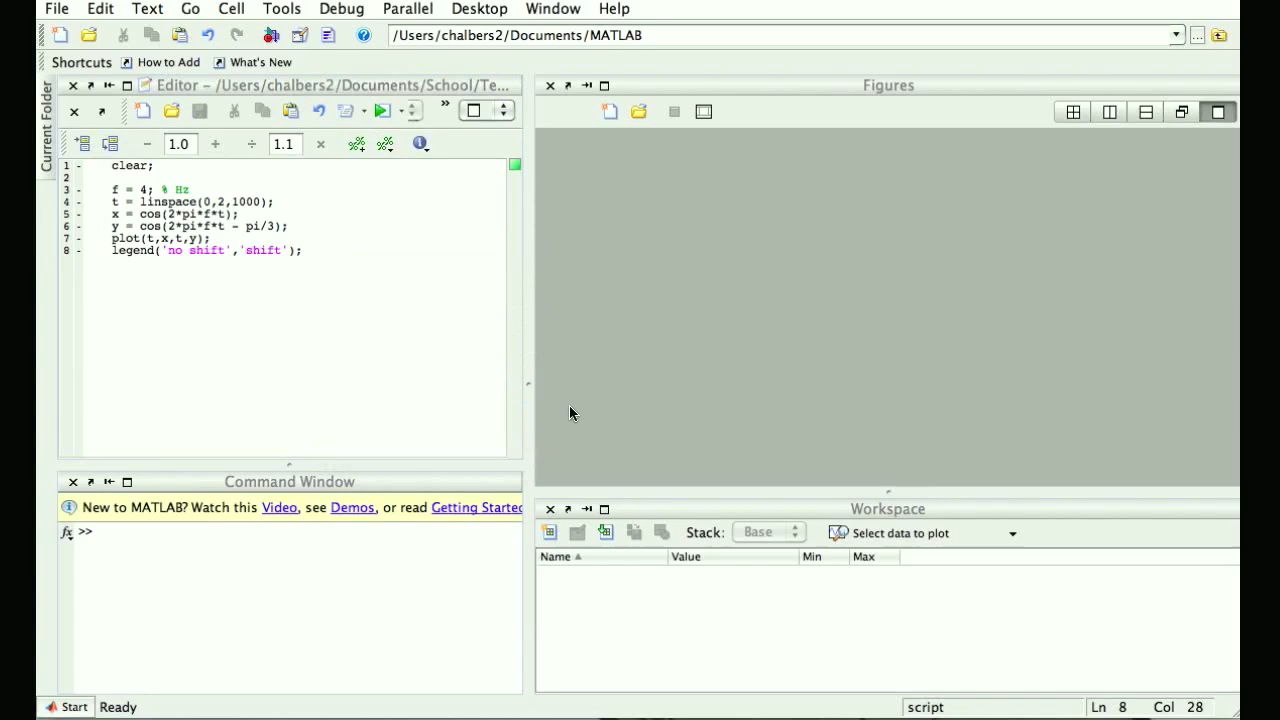 File Edit Text Go Cell Tools Debug Parallel Desktop Window Help
/Users/chalbers2/Documents/MATLAB
Shortcuts How to Add What's New
Current Folder
Editor – /Users/chalbers2/Documents/School/Te...
1.0
1.1
1 - clear;
2
3 - f = 4; % Hz
4 - t = linspace(0,2,1000);
5 - x = cos(2*pi*f*t);
6 - y = cos(2*pi*f*t - pi/3);
7 - plot(t,x,t,y);
8 - legend('no shift','shift');
Figures
Command Window
New to MATLAB? Watch this Video, see Demos, or read Getting Started
fx >>
Workspace
Stack: Base Select data to plot
Name Value Min Max
Start Ready
script Ln 8 Col 28